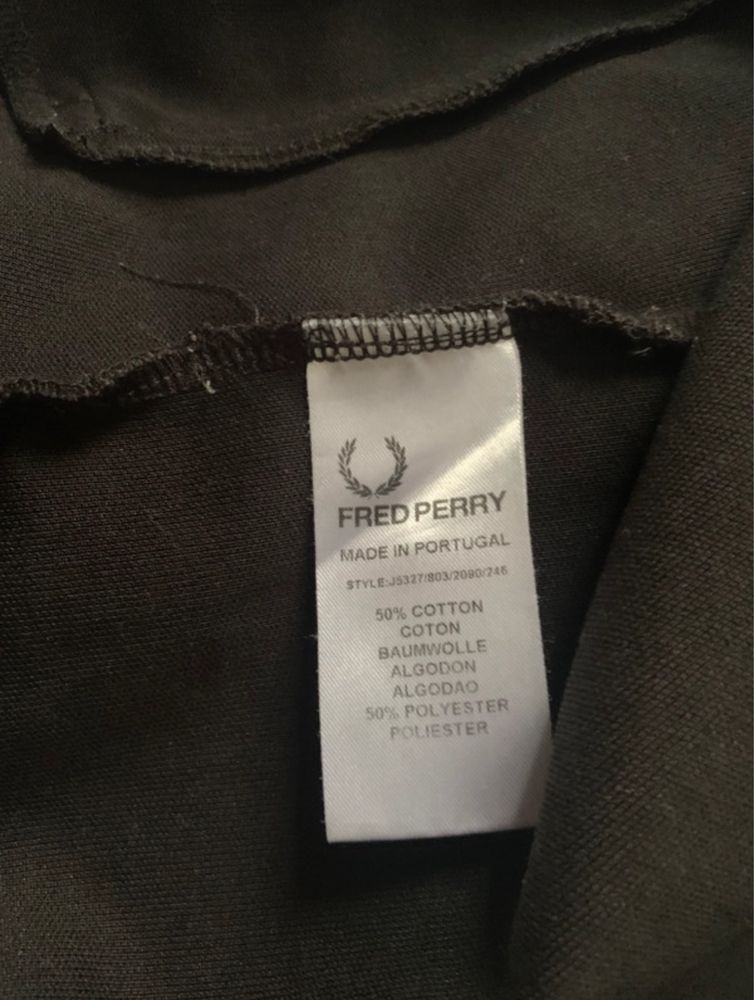 FRED PERRY
MADE IN PORTUGAL
STYLE:J5327/803/2090/246
50% COTTON
COTON
BAUMWOLLE
ALGODON
ALGODAO
50% POLYESTER
POLIESTER